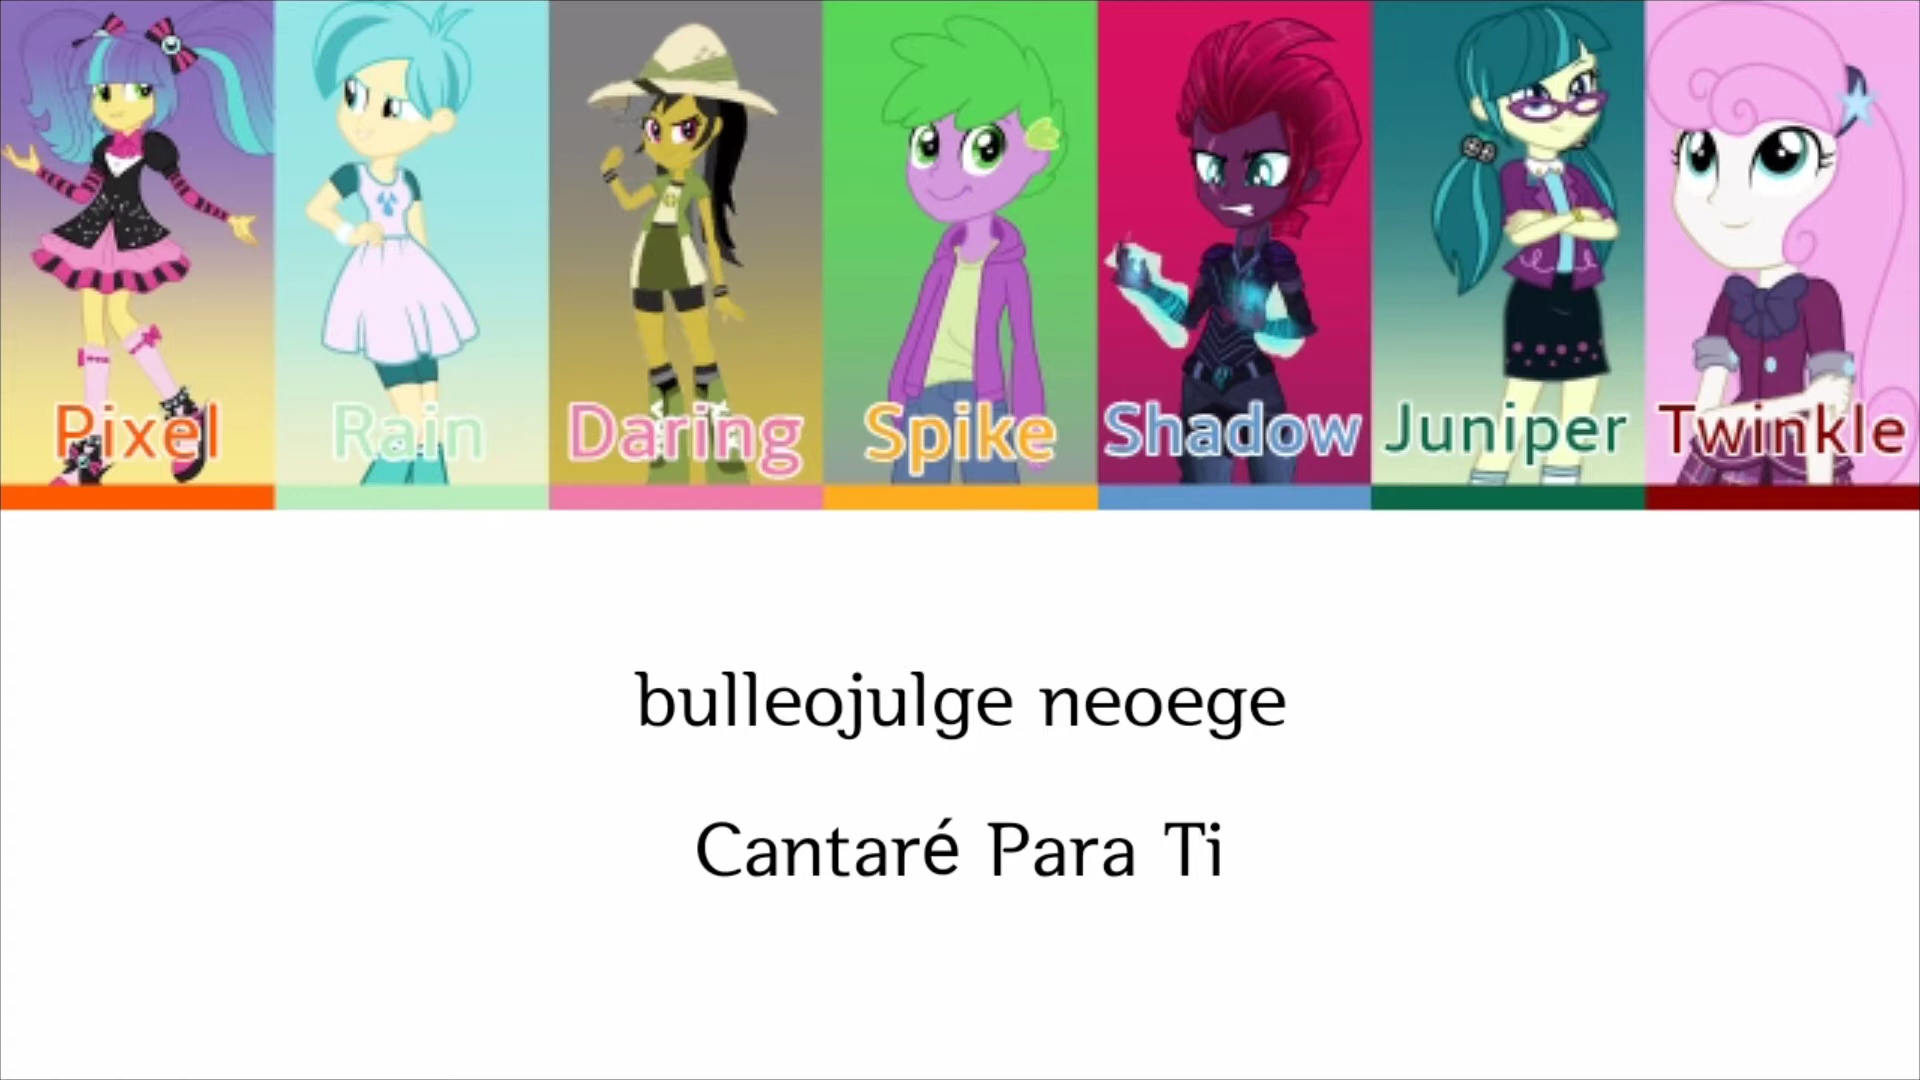 Pixel Rain Daring Spike Shadow Juniper Twinkle
bulleojulge neoege
Cantaré Para Ti